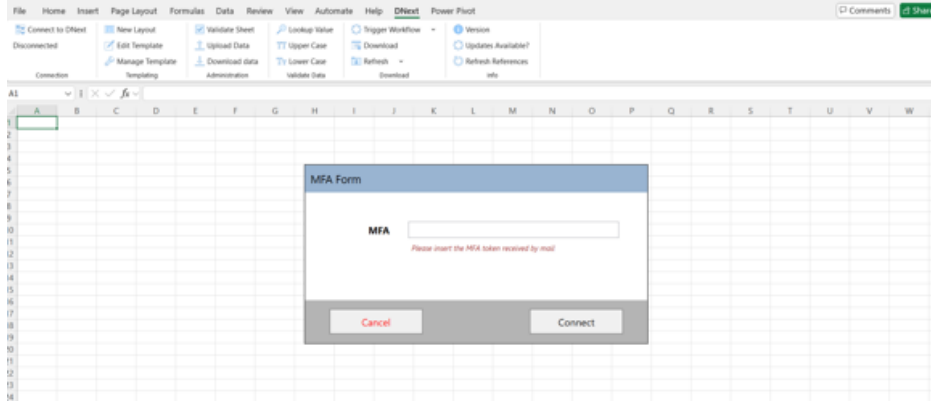 File Home Insert Page Layout Formulas Data Review View Automate Help DNext Power Pivot Comments Share
Connect to DNext New Layout Validate Sheet Lookup Value Trigger Workflow Version
Disconnected Edit Template Upload Data TT Upper Case Download Updates Available?
Manage Template Download data Tt Lower Case Refresh Refresh References
Connection Templating Administration Validate Data Download Info
A1 fx
A B C D E F G H I J K L M N O P Q R S T U V W
MFA Form
MFA
Please insert the MFA token received by mail
Cancel Connect